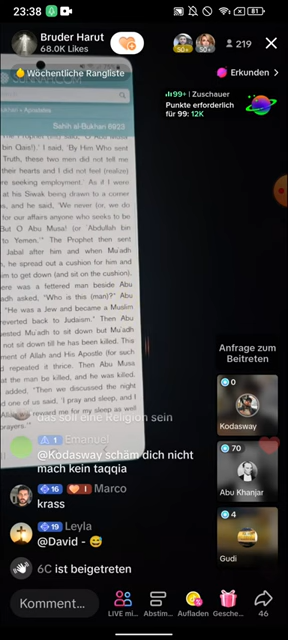 23:38
81
Bruder Harut
68.0K Likes
50+
50+
219
Wöchentliche Rangliste
Erkunden >
99+ | Zuschauer
Punkte erforderlich
für 99: 12K
Sahih al-Bukhari 6923
bin Qais!).' I said, 'By Him Who sent
Truth, these two men did not tell me
their hearts and I did not feel (realize)
re seeking employment.' As if I were
at his Siwak being drawn to a corner
s, and he said, 'We never (or, we do
for our affairs anyone who seeks to be
But O Abu Musa! (or 'Abdullah bin
to Yemen.'" The Prophet then sent
Jabal after him and when Mu'adh
, he spread out a cushion for him and
im to get down (and sit on the cushion).
ere was a fettered man beside Abu
adh asked, "Who is this (man)?" Abu
"He was a Jew and became a Muslim
everted back to Judaism." Then Abu
ested Mu'adh to sit down but Mu'adh
not sit down till he has been killed. This
ment of Allah and His Apostle (for such
repeated it thrice. Then Abu Musa
at the man be killed, and he was killed.
added, "Then we discussed the night
one of us said, 'I pray and sleep, and I
reward me for my sleep as well
prayers.'"
Anfrage zum
Beitreten
0
Kodasway
70
Abu Khanjar
4
Gudi
das soll eine Religion sein
1 Emanuel
@Kodasway schäm dich nicht
mach kein taqqia
16 I Marco
krass
19 Leyla
@David - 😅
6C ist beigetreten
Komment...
LIVE mi...
Abstim...
Aufladen
Gesche...
46